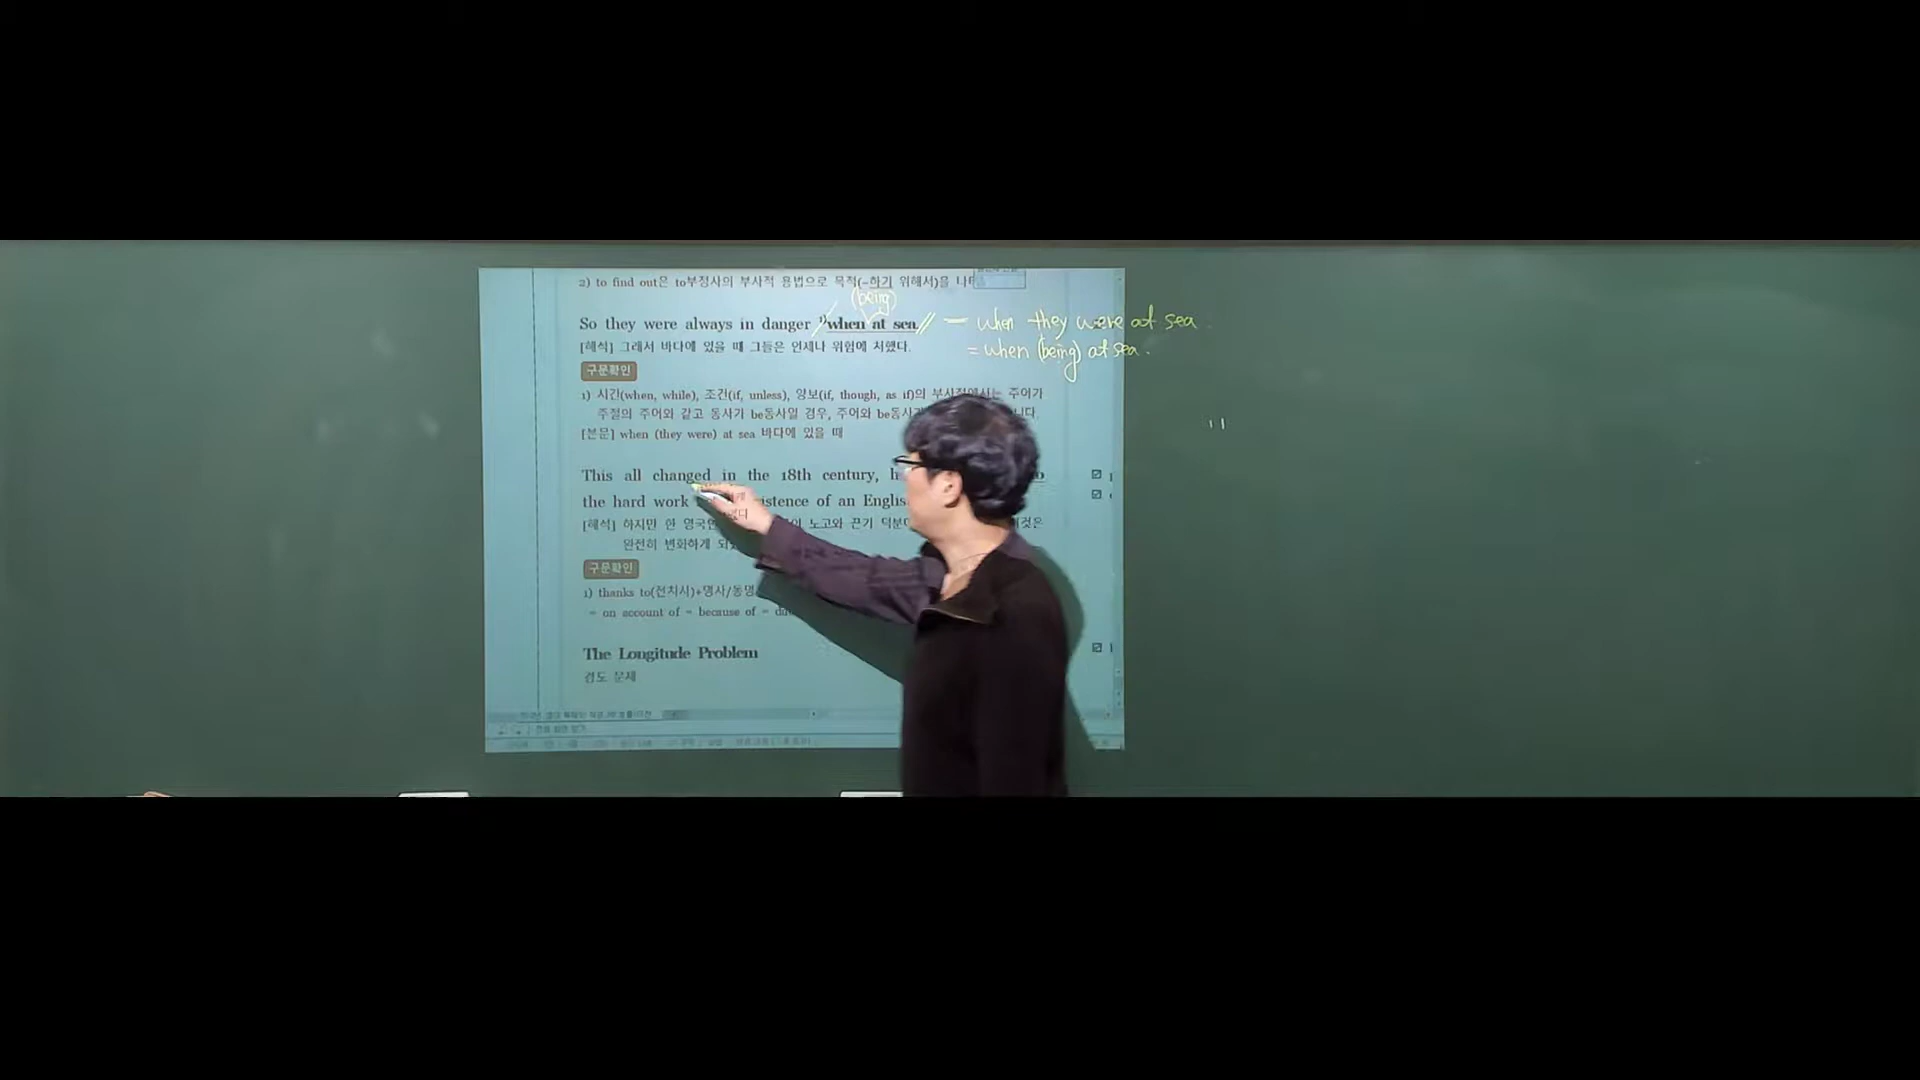 2) to find out은 to부정사의 부사적 용법으로 목적(~하기 위해서)을 나타
(being)
So they were always in danger 1)when at sea // — when they were at sea.
[해석] 그래서 바다에 있을 때 그들은 언제나 위험에 처했다. = when (being) at sea.
구문확인
1) 시간(when, while), 조건(if, unless), 양보(if, though, as if)의 부사절에서는 주어가
주절의 주어와 같고 동사가 be동사일 경우, 주어와 be동사 니다.
[본문] when (they were) at sea 바다에 있을 때
This all changed in the 18th century, h
the hard work istence of an Englis
[해석] 하지만 한 영국 노고와 끈기 덕분 이것은
완전히 변화하게 되
구문확인
1) thanks to(전치사)+명사/동명
= on account of = because of = du
The Longitude Problem
경도 문제